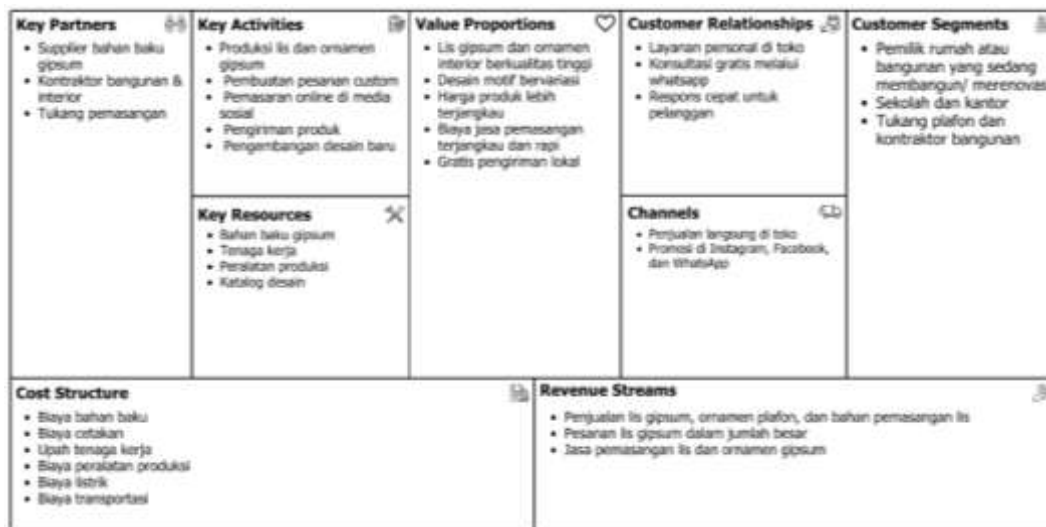 Key Partners
• Supplier bahan baku
gipsum
• Kontraktor bangunan &
interior
• Tukang pemasangan
Key Activities
• Produksi lis dan ornamen
gipsum
• Pembuatan pesanan custom
• Pemasaran online di media
sosial
• Pengiriman produk
• Pengembangan desain baru
Key Resources
• Bahan baku gipsum
• Tenaga kerja
• Peralatan produksi
• Katalog desain
Value Proportions
• Lis gipsum dan ornamen
interior berkualitas tinggi
• Desain motif bervariasi
• Harga produk lebih
terjangkau
• Biaya jasa pemasangan
terjangkau dan rapi
• Gratis pengiriman lokal
Customer Relationships
• Layanan personal di toko
• Konsultasi gratis melalui
whatsapp
• Respons cepat untuk
pelanggan
Channels
• Penjualan langsung di toko
• Promosi di Instagram, Facebook,
dan WhatsApp
Customer Segments
• Pemilik rumah atau
bangunan yang sedang
membangun/ merenovas
• Sekolah dan kantor
• Tukang plafon dan
kontraktor bangunan
Cost Structure
• Biaya bahan baku
• Biaya cetakan
• Upah tenaga kerja
• Biaya peralatan produksi
• Biaya listrik
• Biaya transportasi
Revenue Streams
• Penjualan lis gipsum, ornamen plafon, dan bahan pemasangan lis
• Pesanan lis gipsum dalam jumlah besar
• Jasa pemasangan lis dan ornamen gipsum